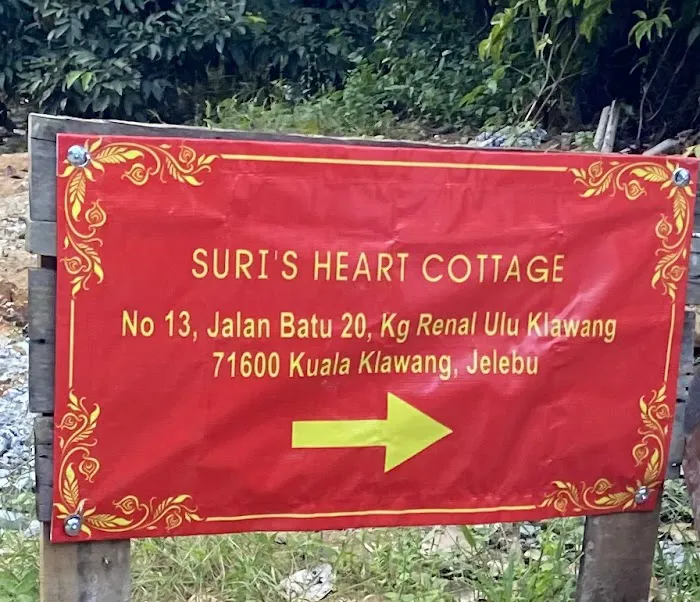 SURI'S HEART COTTAGE
No 13, Jalan Batu 20, Kg Renal Ulu Klawang
71600 Kuala Klawang, Jelebu